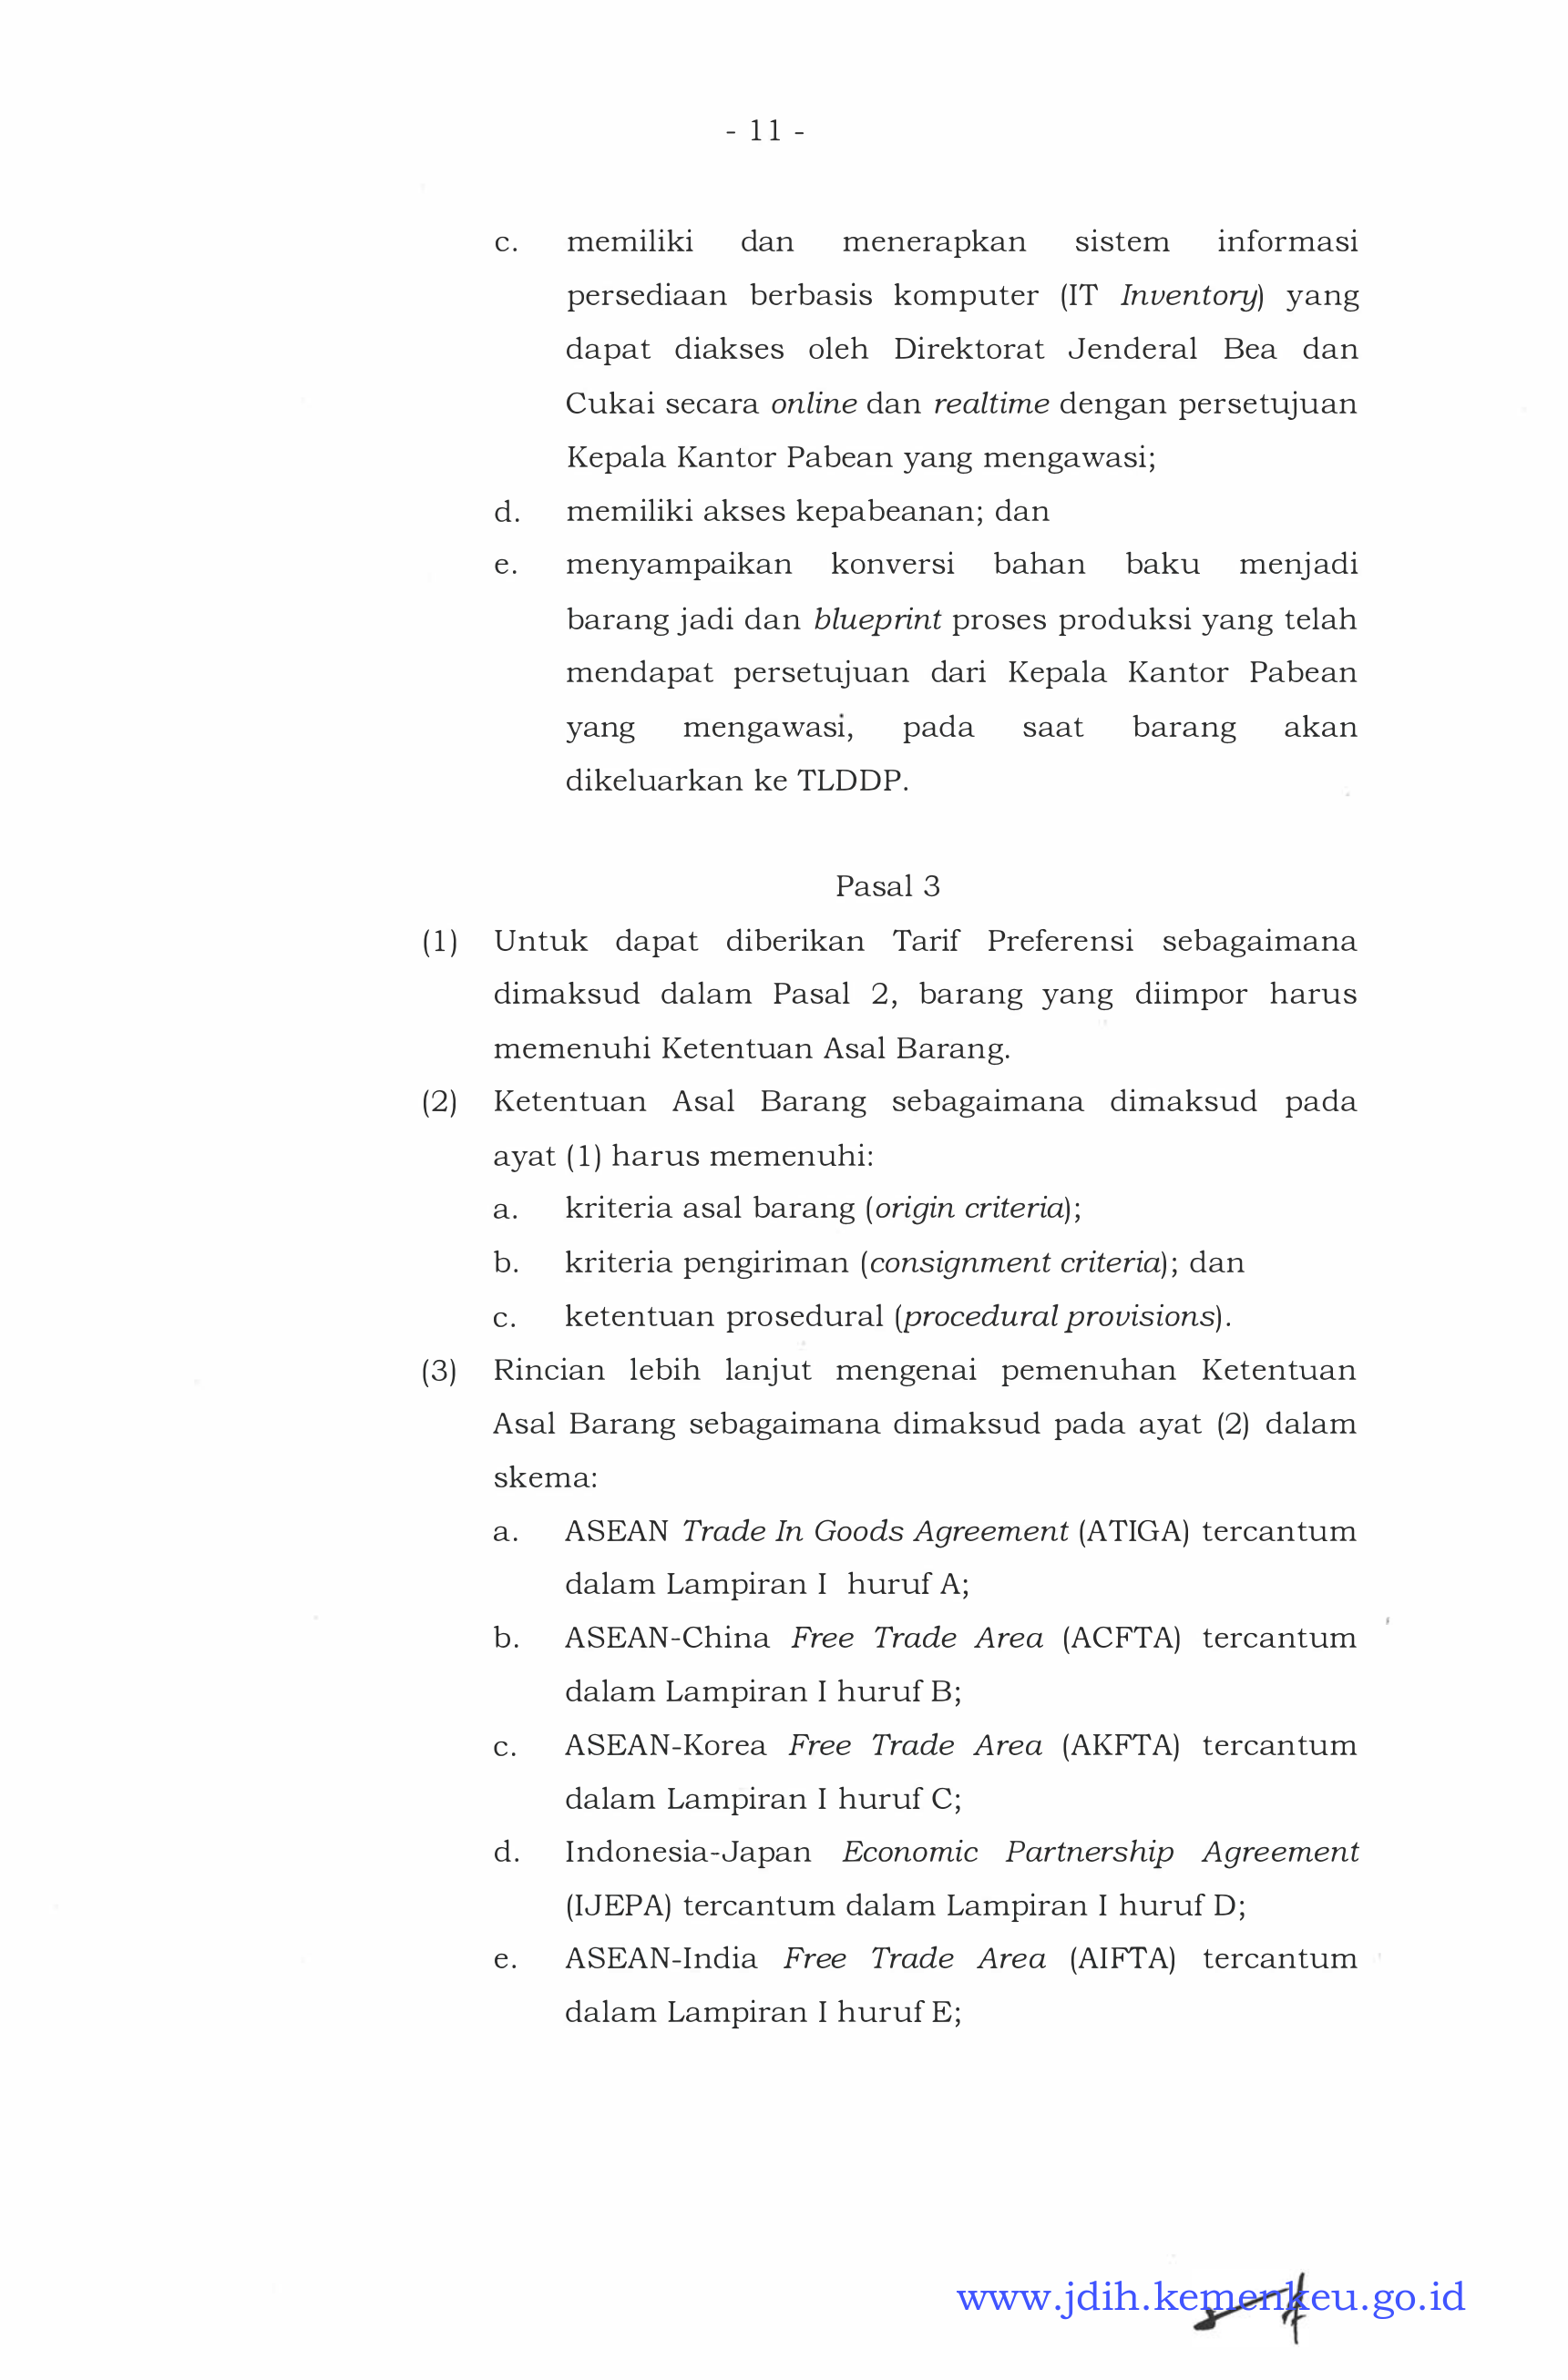 - 11 -
c. memiliki dan menerapkan sistem informasi
persediaan berbasis komputer (IT Inventory) yang
dapat diakses oleh Direktorat Jenderal Bea dan
Cukai secara online dan realtime dengan persetujuan
Kepala Kantor Pabean yang mengawasi;
d. memiliki akses kepabeanan; dan
e. menyampaikan konversi bahan baku menjadi
barang jadi dan blueprint proses produksi yang telah
mendapat persetujuan dari Kepala Kantor Pabean
yang mengawasi, pada saat barang akan
dikeluarkan ke TLDDP.
Pasal 3
(1) Untuk dapat diberikan Tarif Preferensi sebagaimana
dimaksud dalam Pasal 2, barang yang diimpor harus
memenuhi Ketentuan Asal Barang.
(2) Ketentuan Asal Barang sebagaimana dimaksud pada
ayat (1) harus memenuhi:
a. kriteria asal barang (origin criteria);
b. kriteria pengiriman (consignment criteria); dan
c. ketentuan prosedural (procedural provisions).
(3) Rincian lebih lanjut mengenai pemenuhan Ketentuan
Asal Barang sebagaimana dimaksud pada ayat (2) dalam
skema:
a. ASEAN Trade In Goods Agreement (ATIGA) tercantum
dalam Lampiran I huruf A;
b. ASEAN-China Free Trade Area (ACFTA) tercantum
dalam Lampiran I huruf B;
c. ASEAN-Korea Free Trade Area (AKFTA) tercantum
dalam Lampiran I huruf C;
d. Indonesia-Japan Economic Partnership Agreement
(IJEPA) tercantum dalam Lampiran I huruf D;
e. ASEAN-India Free Trade Area (AIFTA) tercantum
dalam Lampiran I huruf E;
www.jdih.kemenkeu.go.id